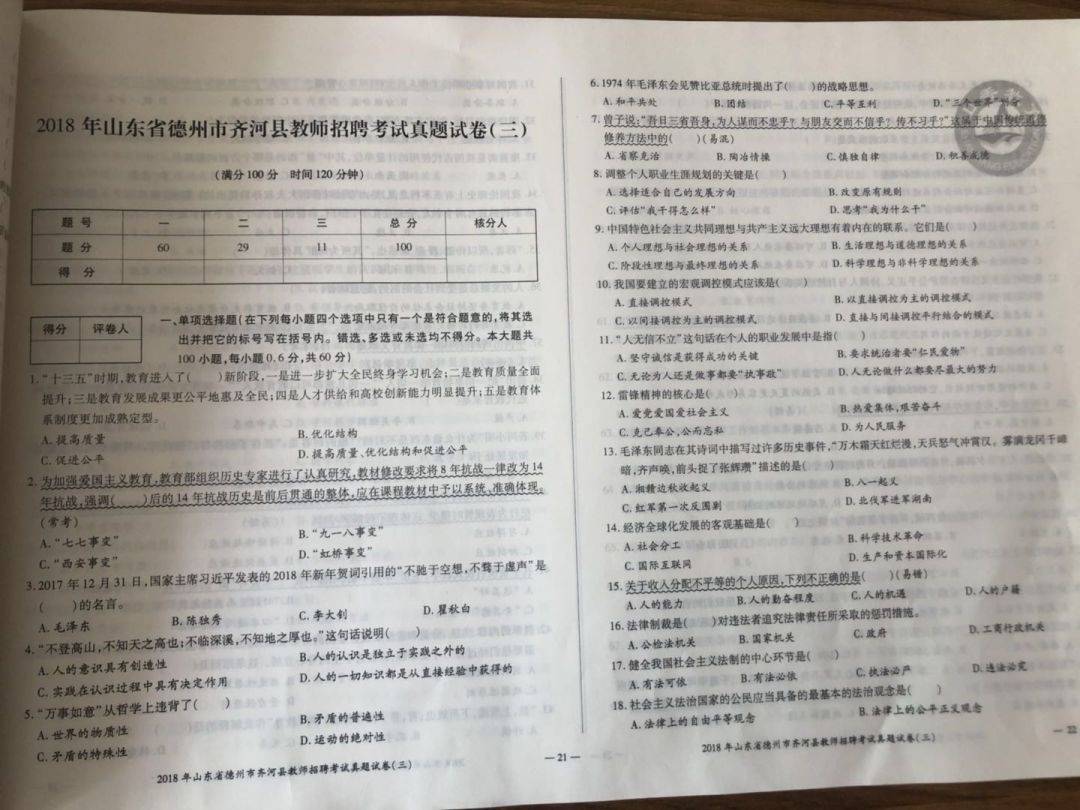 2018 年山东省德州市齐河县教师招聘考试真题试卷(三)
(满分 100 分 时间 120 分钟)
题 号 一 二 三 总 分 核分人
题 分 60 29 11 100
得 分
得分 评卷人
一、单项选择题(在下列每小题四个选项中只有一个是符合题意的,将其选
出并把它的标号写在括号内。错选、多选或未选均不得分。本大题共
100 小题,每小题 0.6 分,共 60 分)
1.“十三五”时期,教育进入了( )新阶段,一是进一步扩大全民终身学习机会;二是教育质量全面
提升;三是教育发展成果更公平地惠及全民;四是人才供给和高校创新能力明显提升;五是教育体
系制度更加成熟定型。
A. 提高质量 B. 优化结构
C. 促进公平 D. 提高质量、优化结构和促进公平
2. 为加强爱国主义教育,教育部组织历史专家进行了认真研究,教材修改要求将 8 年抗战一律改为 14
年抗战,强调( )后的 14 年抗战历史是前后贯通的整体,应在课程教材中予以系统、准确体现。
(常考)
A.“七七事变” B.“九一八事变”
C.“西安事变” D.“虹桥事变”
3. 2017 年 12 月 31 日,国家主席习近平发表的 2018 年新年贺词引用的“不驰于空想,不骛于虚声”是
( )的名言。
A. 毛泽东 B. 陈独秀 C. 李大钊 D. 瞿秋白
4.“不登高山,不知天之高也;不临深溪,不知地之厚也。”这句话说明( )
A. 人的意识具有创造性 B. 人的认识是独立于实践之外的
C. 实践在认识过程中具有决定作用 D. 人的一切知识都是从直接经验中获得的
5.“万事如意”从哲学上违背了( )
A. 世界的物质性 B. 矛盾的普遍性
C. 矛盾的特殊性 D. 运动的绝对性
2018 年山东省德州市齐河县教师招聘考试真题试卷(三)
— 21 —
6. 1974 年毛泽东会见赞比亚总统时提出了( )的战略思想。
A. 和平共处 B. 团结 C. 平等互利 D.“三个世界”划分
7. 曾子说:“吾日三省吾身,为人谋而不忠乎?与朋友交而不信乎?传不习乎?”这属于中国传统道德
修养方法中的( )(易混)
A. 省察克治 B. 陶冶情操 C. 慎独自律 D. 积善成德
8. 调整个人职业生涯规划的关键是( )
A. 选择适合自己的发展方向 B. 改变原有规则
C. 评估“我干得怎么样” D. 思考“我为什么干”
9. 中国特色社会主义共同理想与共产主义远大理想有着内在的联系。它们是( )
A. 个人理想与社会理想的关系 B. 生活理想与道德理想的关系
C. 阶段性理想与最终理想的关系 D. 科学理想与非科学理想的关系
10. 我国要建立的宏观调控模式应该是( )
A. 直接调控模式 B. 以直接调控为主的调控模式
C. 以间接调控为主的调控模式 D. 直接与间接调控平行结合的模式
11.“人无信不立”这句话在个人的职业发展中是指( )
A. 坚守诚信是获得成功的关键 B. 要求统治者要“仁民爱物”
C. 无论为人还是做事都要“执事敬” D. 人无论做什么都要尽最大的努力
12. 雷锋精神的核心是( )
A. 爱党爱国爱社会主义 B. 热爱集体,艰苦奋斗
C. 克己奉公,公而忘私 D. 为人民服务
13. 毛泽东同志在其诗词中描写过许多历史事件,“万木霜天红烂漫,天兵怒气冲霄汉。雾满龙冈千嶂
暗,齐声唤,前头捉了张辉瓒”描述的是( )
A. 湘赣边秋收起义 B. 八一起义
C. 红军第一次反围剿 D. 北伐军进军湖南
14. 经济全球化发展的客观基础是( )
A. 社会分工 B. 科学技术革命
C. 国际互联网 D. 生产和资本国际化
15. 关于收入分配不平等的个人原因,下列不正确的是( )(易错)
A. 人的能力 B. 人的勤奋程度 C. 人的机遇 D. 人的户籍
16. 法律制裁是( )对违法者追究法律责任所采取的惩罚措施。
A. 公检法机关 B. 国家机关 C. 政府 D. 工商行政机关
17. 健全我国社会主义法制的中心环节是( )
A. 有法可依 B. 有法必依 C. 执法必严 D. 违法必究
18. 社会主义法治国家的公民应当具备的最基本的法治观念是( )
A. 法律上的自由平等观念 B. 法律上的公平正义观念
2018 年山东省德州市齐河县教师招聘考试真题试卷(三)
— 22